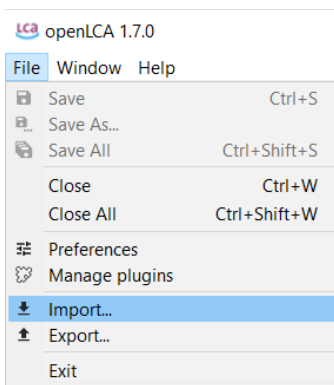 LCA openLCA 1.7.0
File Window Help
Save Ctrl+S
Save As...
Save All Ctrl+Shift+S
Close Ctrl+W
Close All Ctrl+Shift+W
Preferences
Manage plugins
Import...
Export...
Exit